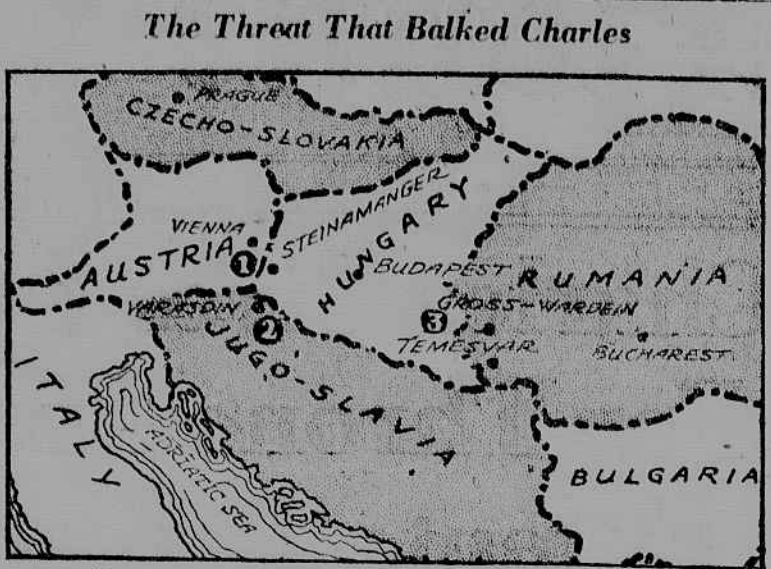 The Threat That Balked Charles
PRAGUE
CZECHO-SLOVAKIA
VIENNA
STEINAMANGER
HUNGARY
AUSTRIA
1
BUDAPEST
RUMANIA
VARASDIN
GROSS-WARDEIN
2
3
JUGO-SLAVIA
TEMESVAR
BUCHAREST
ITALY
ADRIATIC SEA
BULGARIA